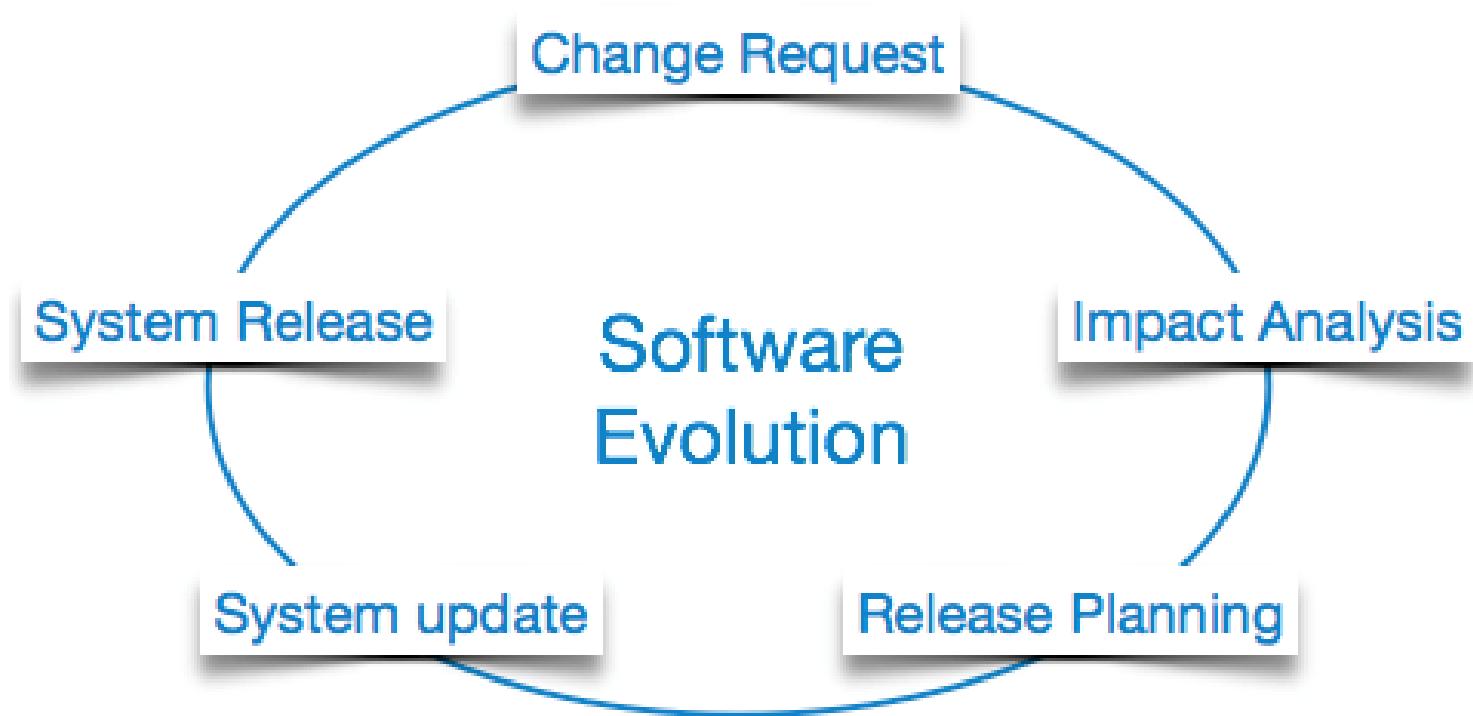 Change Request
System Release
Software
Evolution
Impact Analysis
System update
Release Planning